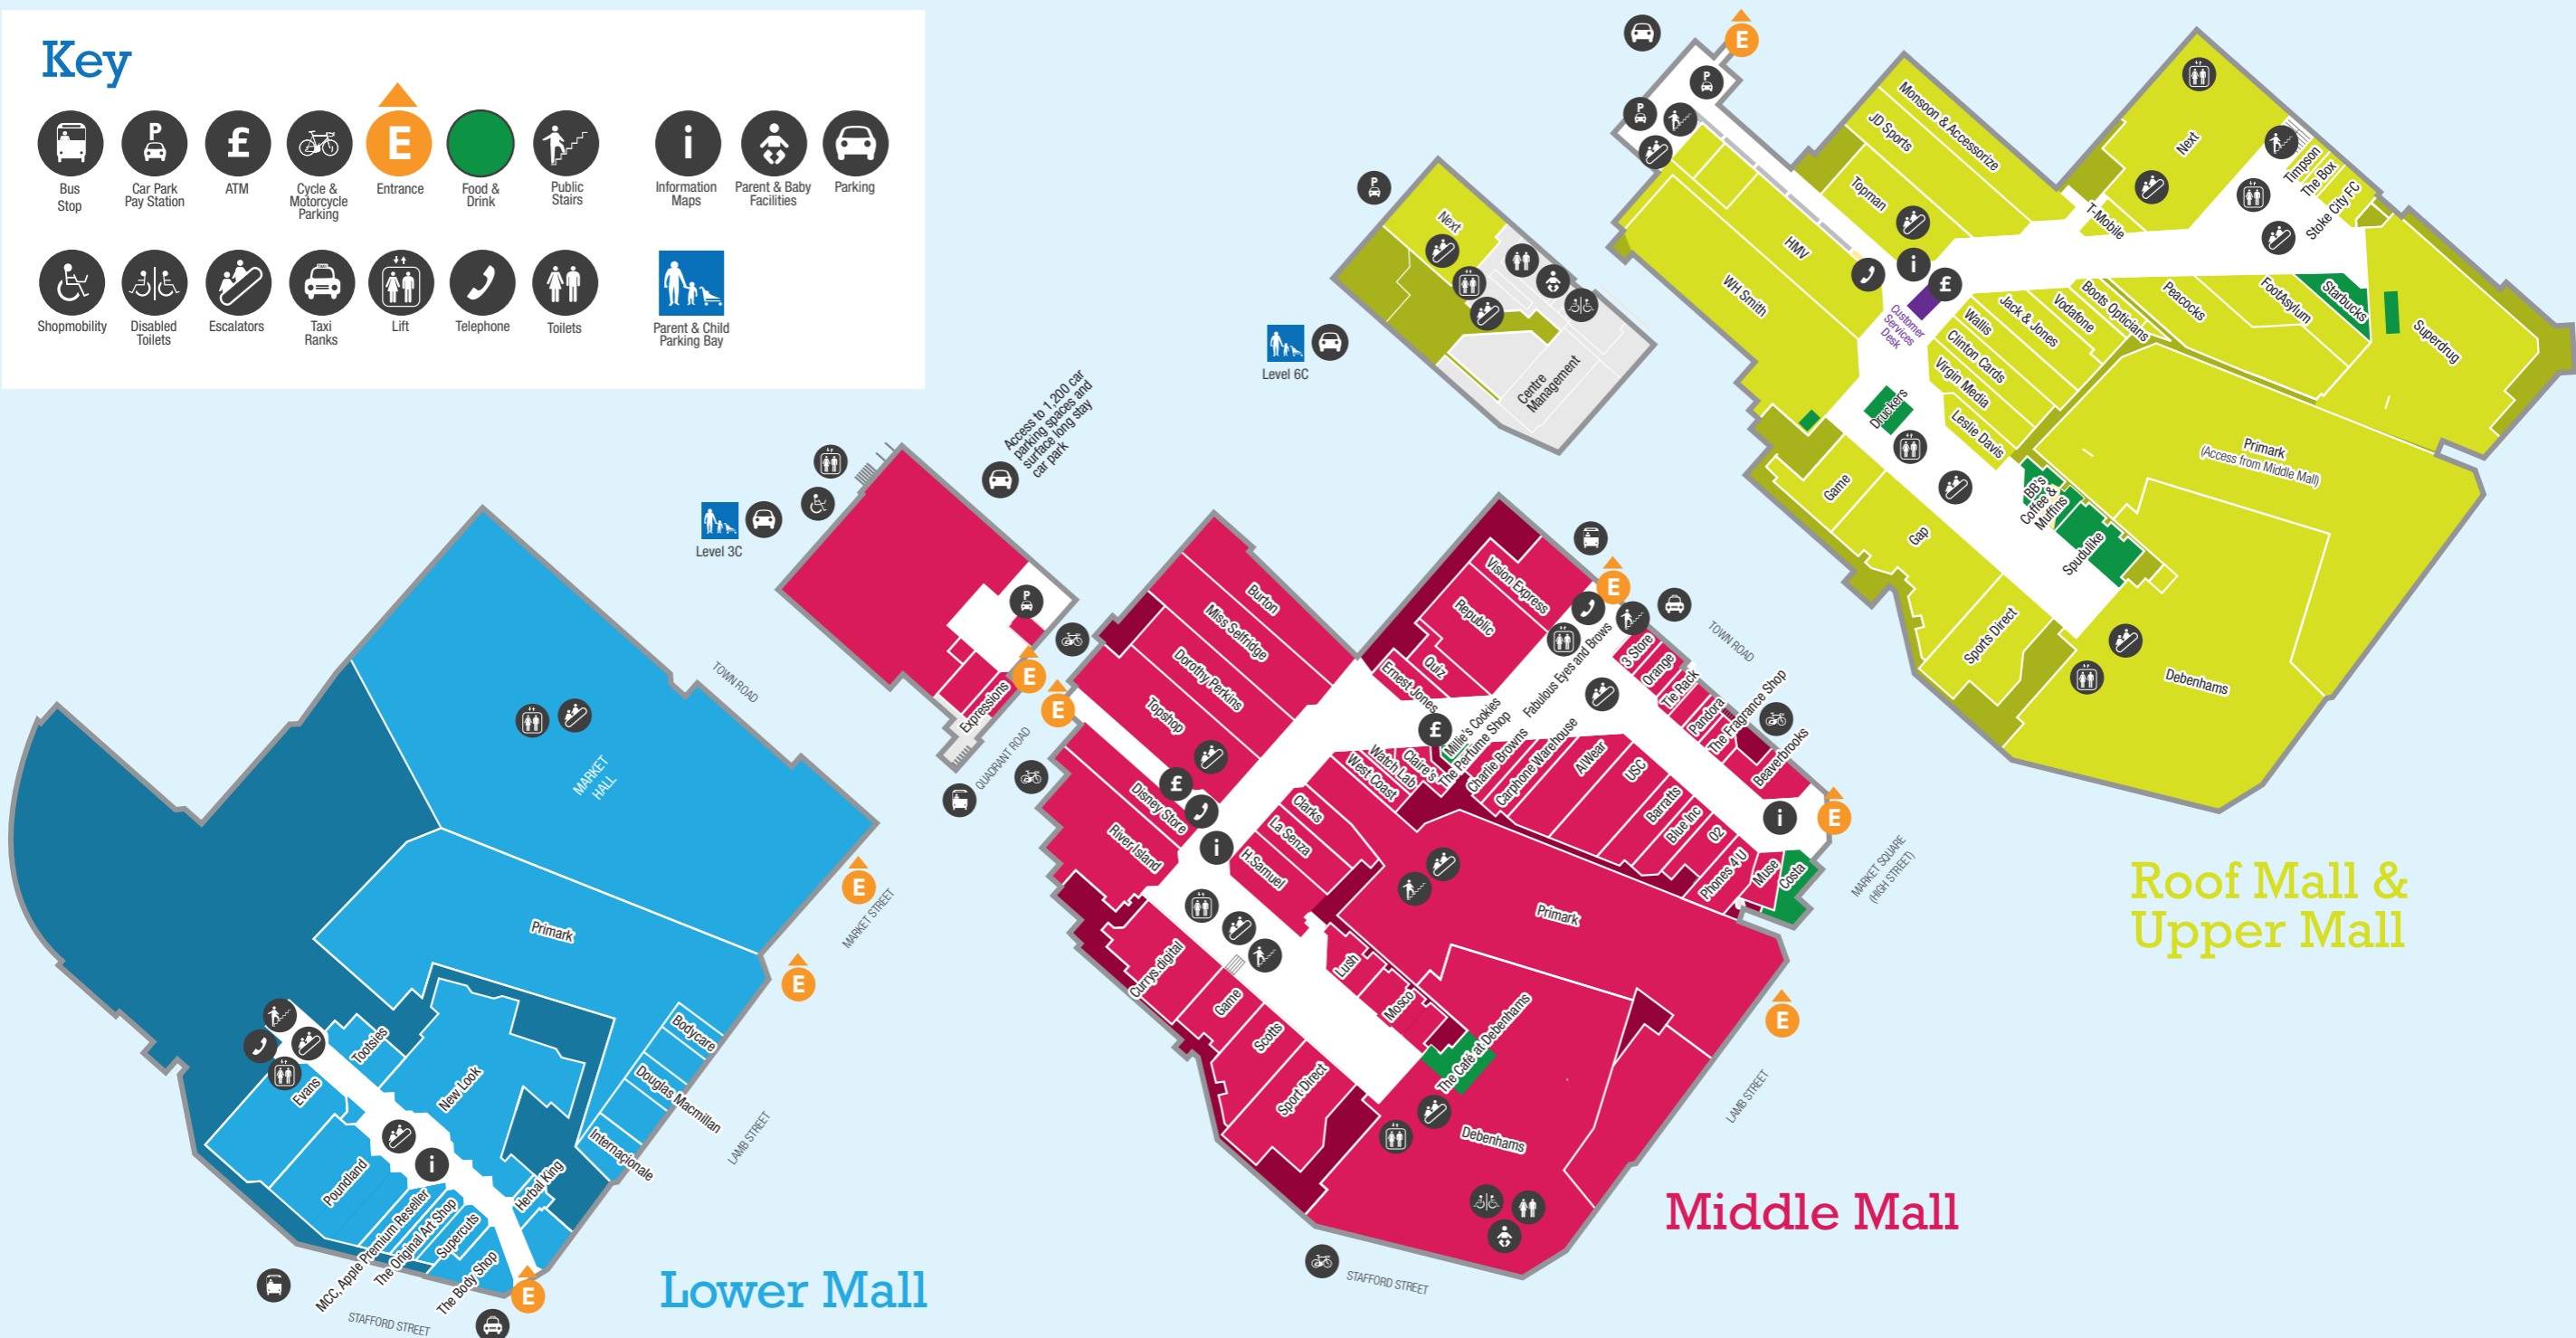 Key
P
£
E
i
Bus
Stop
Car Park
Pay Station
ATM
Cycle &
Motorcycle
Parking
Entrance
Food &
Drink
Public
Stairs
Information
Maps
Parent & Baby
Facilities
Parking
Shopmobility
Disabled
Toilets
Escalators
Taxi
Ranks
Lift
Telephone
Toilets
Parent & Child
Parking Bay
Lower Mall
MARKET
HALL
Primark
Tootsies
Evans
New Look
Poundland
MCC, Apple Premium Reseller
The Original Art Shop
Supercuts
The Body Shop
Herbal King
Bodycare
Douglas Macmillan
Internaçionale
i
E
E
E
TOWN ROAD
MARKET STREET
LAMB STREET
STAFFORD STREET
Middle Mall
Level 3C
Access to 1,200 car
parking spaces and
surface long stay
car park
P
Expressions
E
E
QUADRANT ROAD
Burton
Miss Selfridge
Dorothy Perkins
Topshop
£
Disney Store
River Island
i
Clarks
La Senza
H.Samuel
Currys.digital
Game
Scotts
Sport Direct
Lush
Mosco
The Café at Debenhams
Debenhams
Primark
Vision Express
Republic
Quiz
Ernest Jones
£
West Coast
Watch Lab
Claire's
Millie's Cookies
The Perfume Shop
Charlie Browns
Carphone Warehouse
Fabulous Eyes and Brows
AiWear
USC
Barratts
Blue Inc
O2
Phones 4 U
Muse
Costa
3 Store
Orange
Tie Rack
Pandora
The Fragrance Shop
Beaverbrooks
i
E
E
E
TOWN ROAD
MARKET SQUARE
(HIGH STREET)
LAMB STREET
STAFFORD STREET
Roof Mall &
Upper Mall
P
Level 6C
Next
Centre
Management
E
P
P
Monsoon & Accessorize
JD Sports
Topman
HMV
WH Smith
i
£
Customer
Services
Desk
Next
Timpson
The Box
Stoke City FC
T-Mobile
Superdrug
Starbucks
FootAsylum
Peacocks
Boots Opticians
Vodafone
Jack & Jones
Wallis
Clinton Cards
Virgin Media
Leslie Davis
Druckers
Game
Gap
Sports Direct
BB's
Coffee &
Muffins
Spudulike
Primark
(Access from Middle Mall)
Debenhams